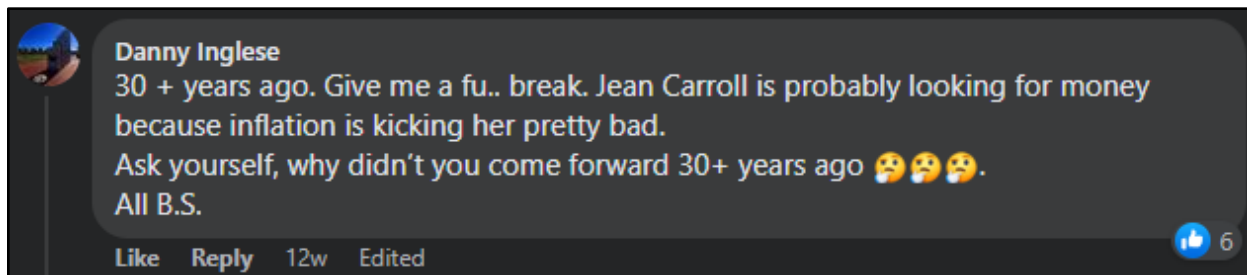 Danny Inglese
30 + years ago. Give me a fu.. break. Jean Carroll is probably looking for money
because inflation is kicking her pretty bad.
Ask yourself, why didn't you come forward 30+ years ago 🤔🤔🤔.
All B.S.
Like Reply 12w Edited
6